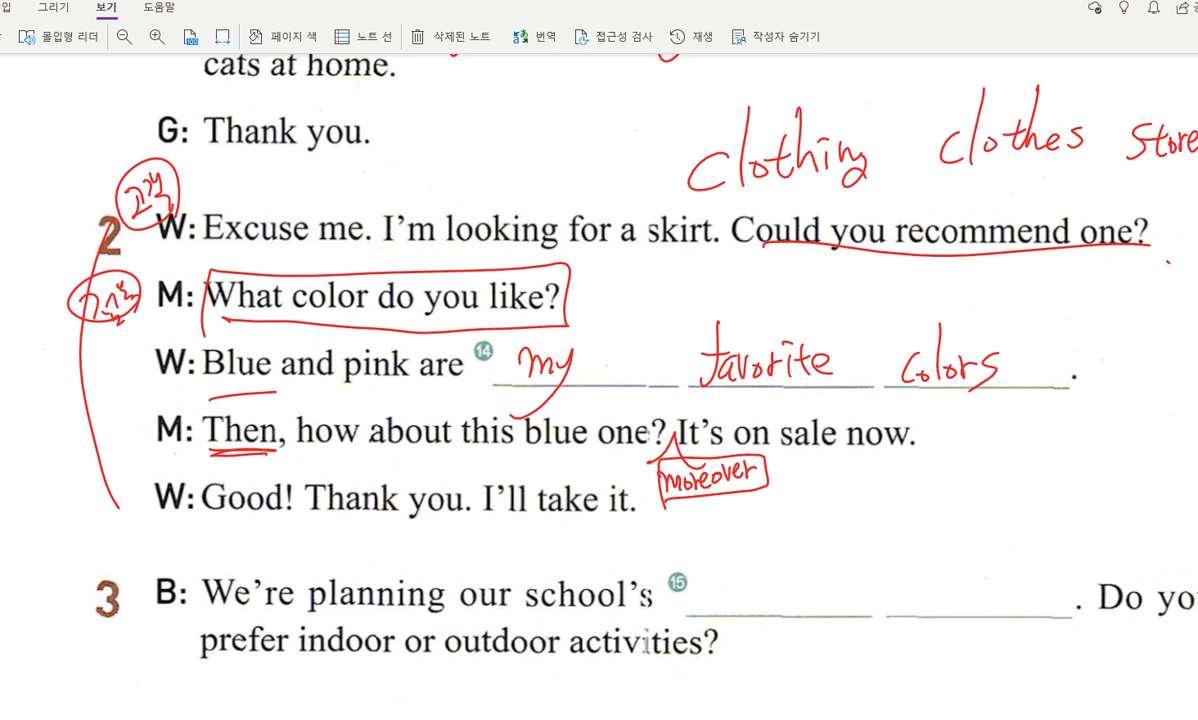 입 그리기 보기 도움말
몰입형 리더 100 페이지 색 노트 선 삭제된 노트 번역 접근성 검사 재생 작성자 숨기기
cats at home.
G: Thank you.
clothing clothes store
고객
2 W: Excuse me. I'm looking for a skirt. Could you recommend one?
M: What color do you like?
W: Blue and pink are 14 my favorite colors.
M: Then, how about this blue one? It's on sale now.
moreover
W: Good! Thank you. I'll take it.
3 B: We're planning our school's 15 . Do yo
prefer indoor or outdoor activities?